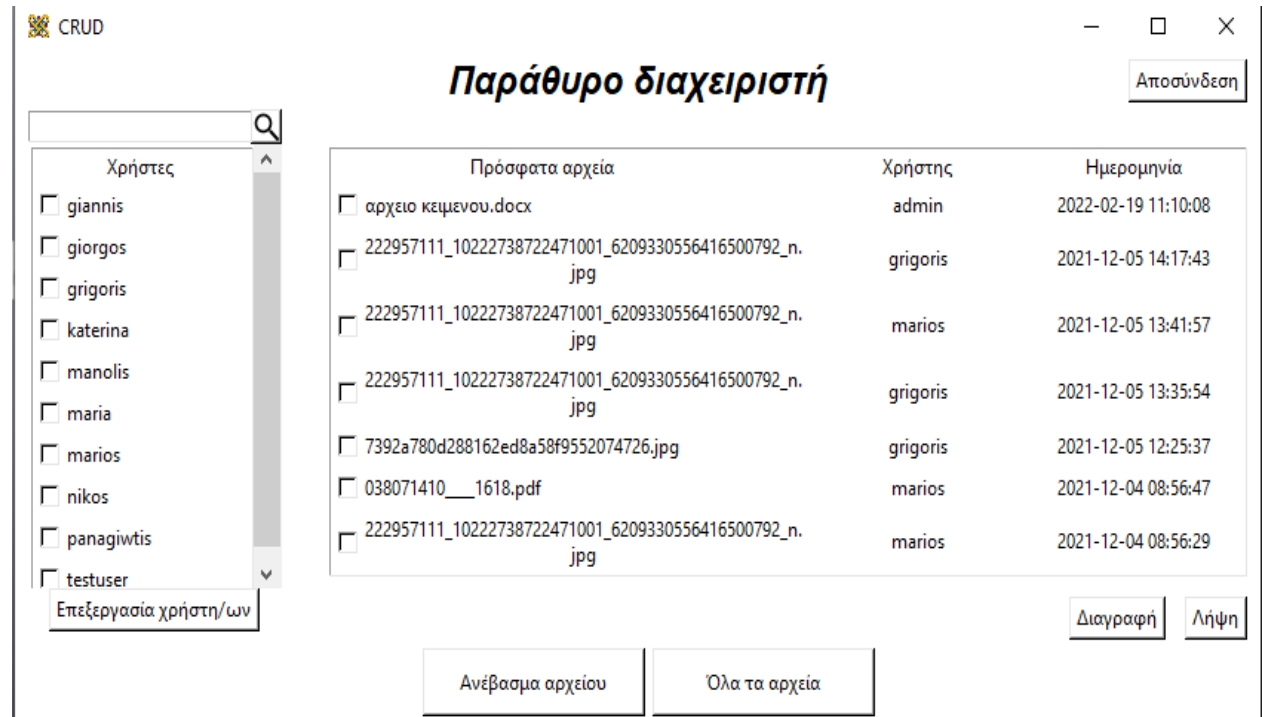 CRUD
Παράθυρο διαχειριστή
Αποσύνδεση
Χρήστες
giannis
giorgos
grigoris
katerina
manolis
maria
marios
nikos
panagiwtis
testuser
Επεξεργασία χρήστη/ων
Πρόσφατα αρχεία Χρήστης Ημερομηνία
αρχειο κειμενου.docx admin 2022-02-19 11:10:08
222957111_10222738722471001_6209330556416500792_n.
jpg grigoris 2021-12-05 14:17:43
222957111_10222738722471001_6209330556416500792_n.
jpg marios 2021-12-05 13:41:57
222957111_10222738722471001_6209330556416500792_n.
jpg grigoris 2021-12-05 13:35:54
7392a780d288162ed8a58f9552074726.jpg grigoris 2021-12-05 12:25:37
038071410___1618.pdf marios 2021-12-04 08:56:47
222957111_10222738722471001_6209330556416500792_n.
jpg marios 2021-12-04 08:56:29
Διαγραφή Λήψη
Ανέβασμα αρχείου Όλα τα αρχεία